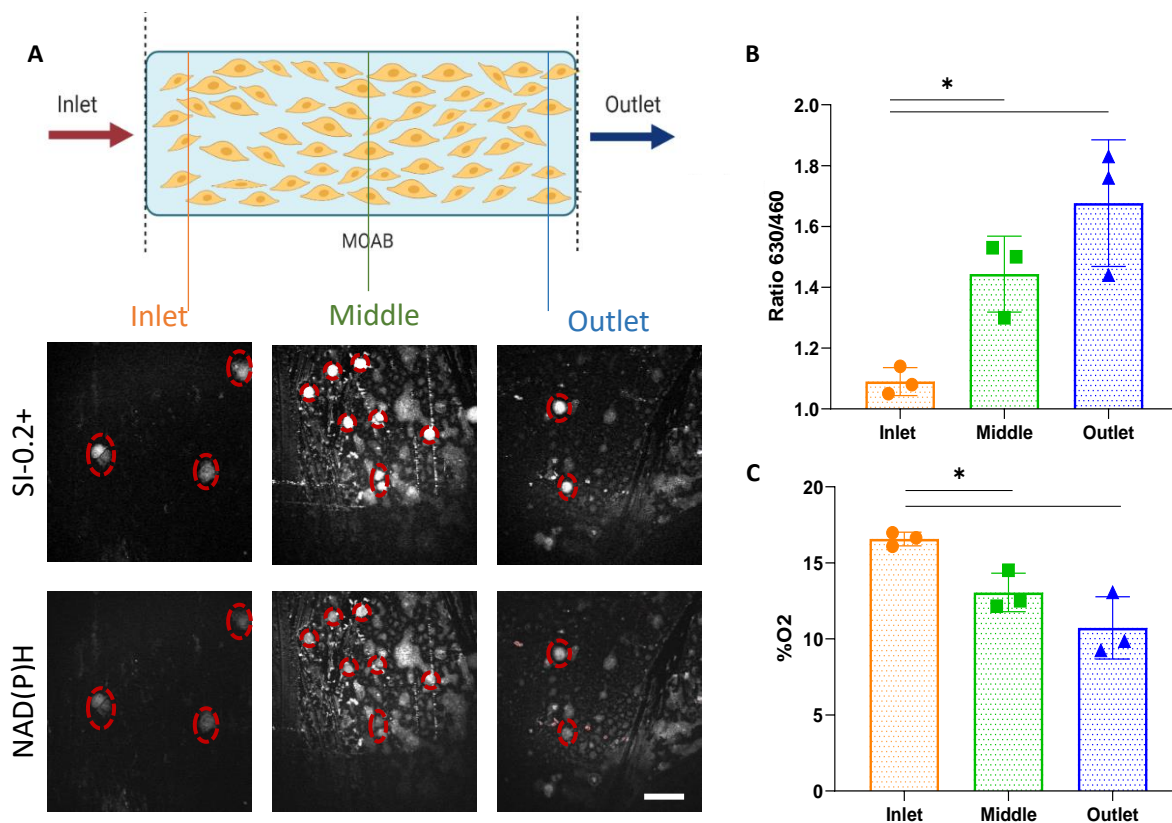 A
Inlet
Outlet
MOAB
Inlet
Middle
Outlet
SI-0.2+
NAD(P)H
B
*
Ratio 630/460
2.0
1.8
1.6
1.4
1.2
1.0
Inlet Middle Outlet
C
*
%O2
20
15
10
5
0
Inlet Middle Outlet